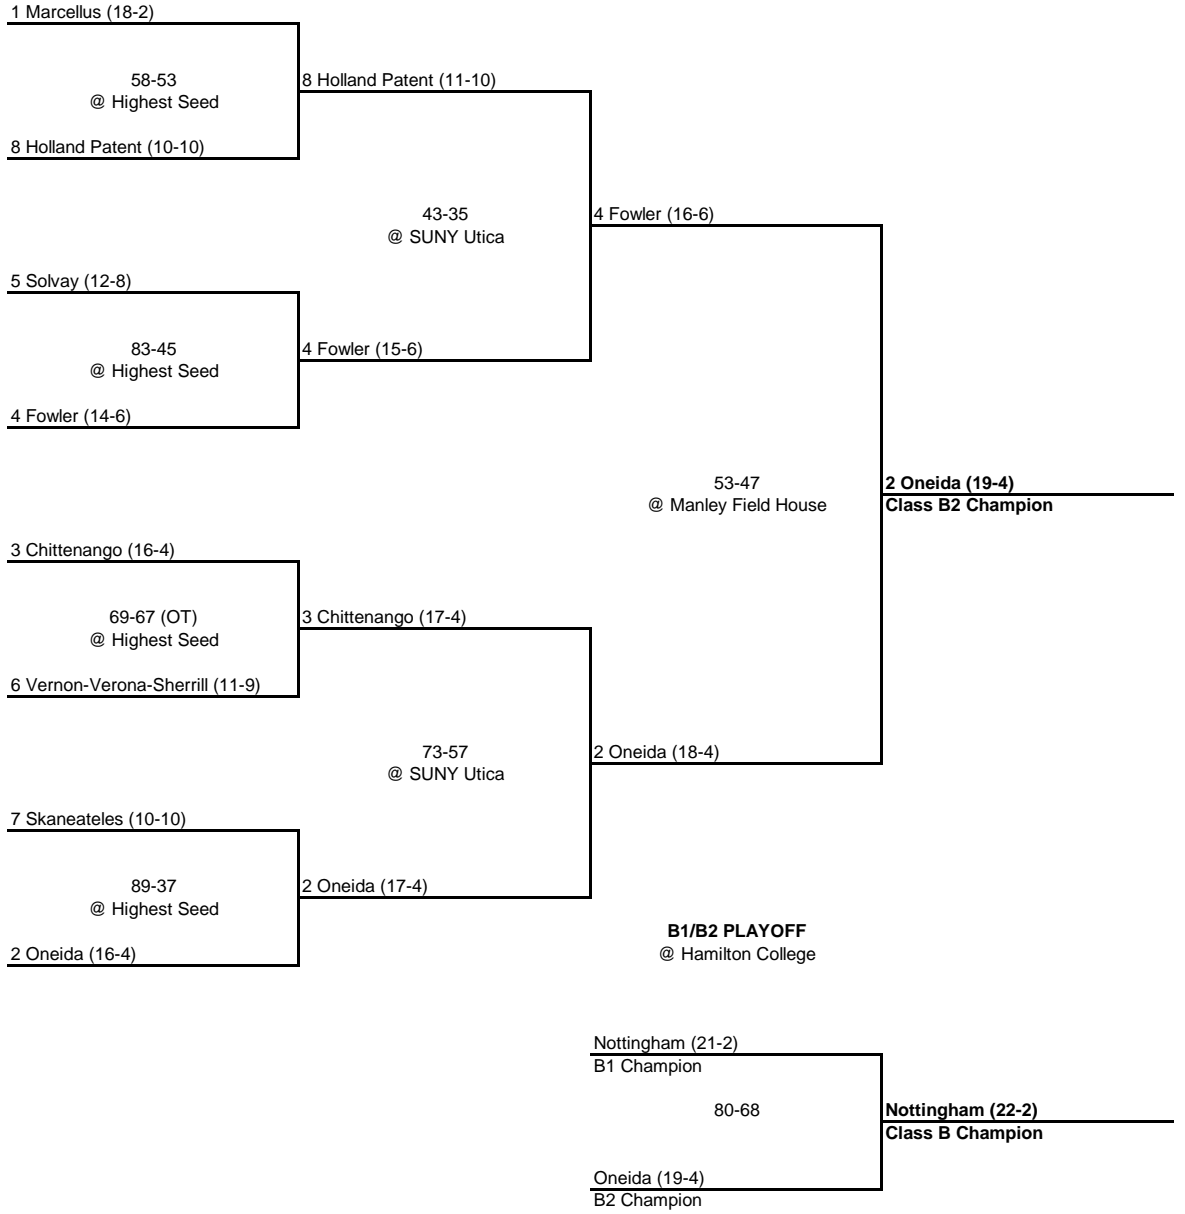 1 Marcellus (18-2)
58-53
@ Highest Seed
8 Holland Patent (11-10)
8 Holland Patent (10-10)
43-35
@ SUNY Utica
4 Fowler (16-6)
5 Solvay (12-8)
83-45
@ Highest Seed
4 Fowler (15-6)
4 Fowler (14-6)
53-47
@ Manley Field House
2 Oneida (19-4)
Class B2 Champion
3 Chittenango (16-4)
69-67 (OT)
@ Highest Seed
3 Chittenango (17-4)
6 Vernon-Verona-Sherrill (11-9)
73-57
@ SUNY Utica
2 Oneida (18-4)
7 Skaneateles (10-10)
89-37
@ Highest Seed
2 Oneida (17-4)
2 Oneida (16-4)
B1/B2 PLAYOFF
@ Hamilton College
Nottingham (21-2)
B1 Champion
80-68
Nottingham (22-2)
Class B Champion
Oneida (19-4)
B2 Champion